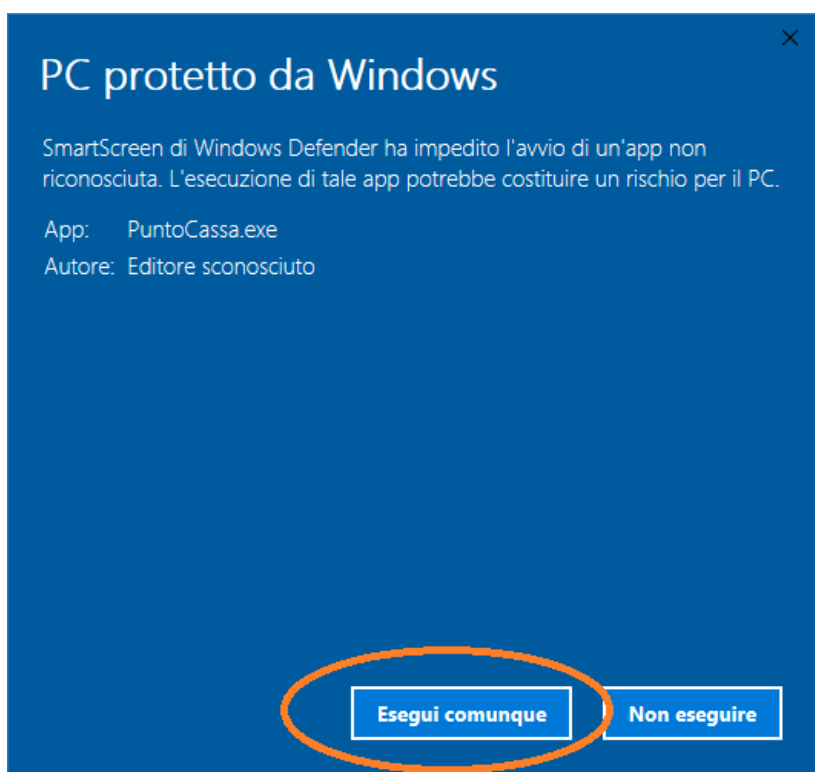 PC protetto da Windows
SmartScreen di Windows Defender ha impedito l'avvio di un'app non
riconosciuta. L'esecuzione di tale app potrebbe costituire un rischio per il PC.
App: PuntoCassa.exe
Autore: Editore sconosciuto
Esegui comunque Non eseguire